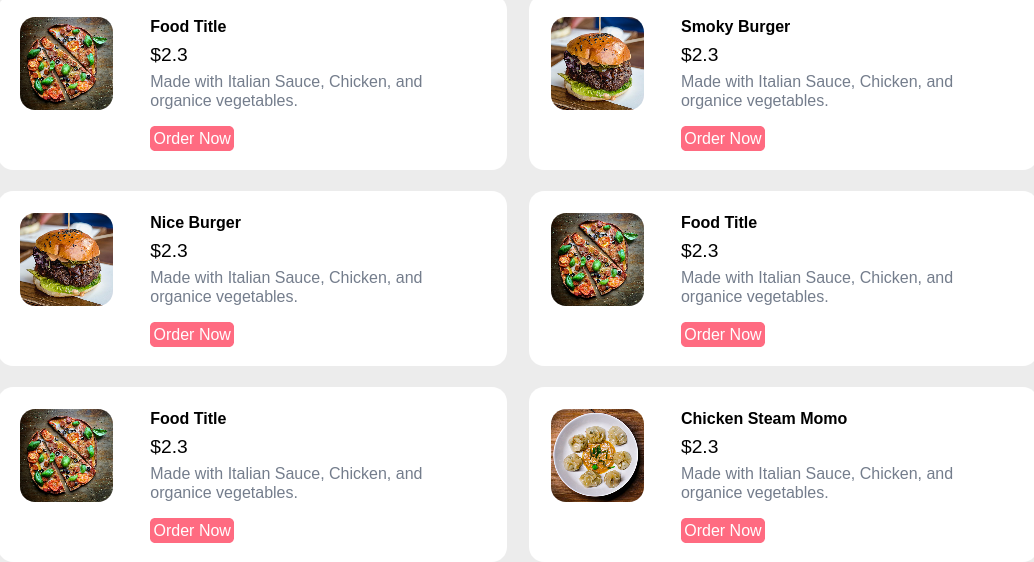 Food Title
$2.3
Made with Italian Sauce, Chicken, and
organice vegetables.
Order Now
Smoky Burger
$2.3
Made with Italian Sauce, Chicken, and
organice vegetables.
Order Now
Nice Burger
$2.3
Made with Italian Sauce, Chicken, and
organice vegetables.
Order Now
Food Title
$2.3
Made with Italian Sauce, Chicken, and
organice vegetables.
Order Now
Food Title
$2.3
Made with Italian Sauce, Chicken, and
organice vegetables.
Order Now
Chicken Steam Momo
$2.3
Made with Italian Sauce, Chicken, and
organice vegetables.
Order Now